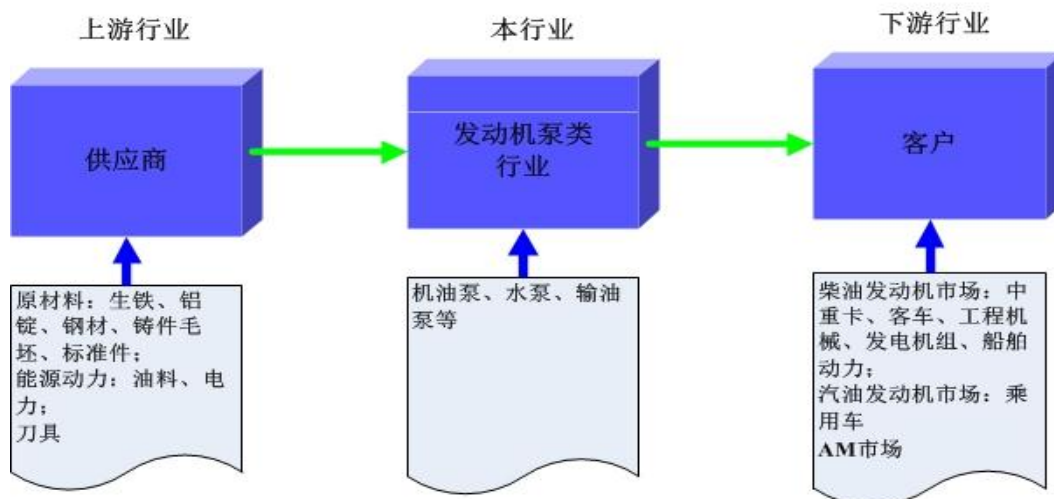 上游行业
本行业
下游行业
供应商
发动机泵类
行业
客户
原材料：生铁、铝
锭、钢材、铸件毛
坯、标准件；
能源动力：油料、电
力；
刀具
机油泵、水泵、输油
泵等
柴油发动机市场：中
重卡、客车、工程机
械、发电机组、船舶
动力；
汽油发动机市场：乘
用车
AM市场